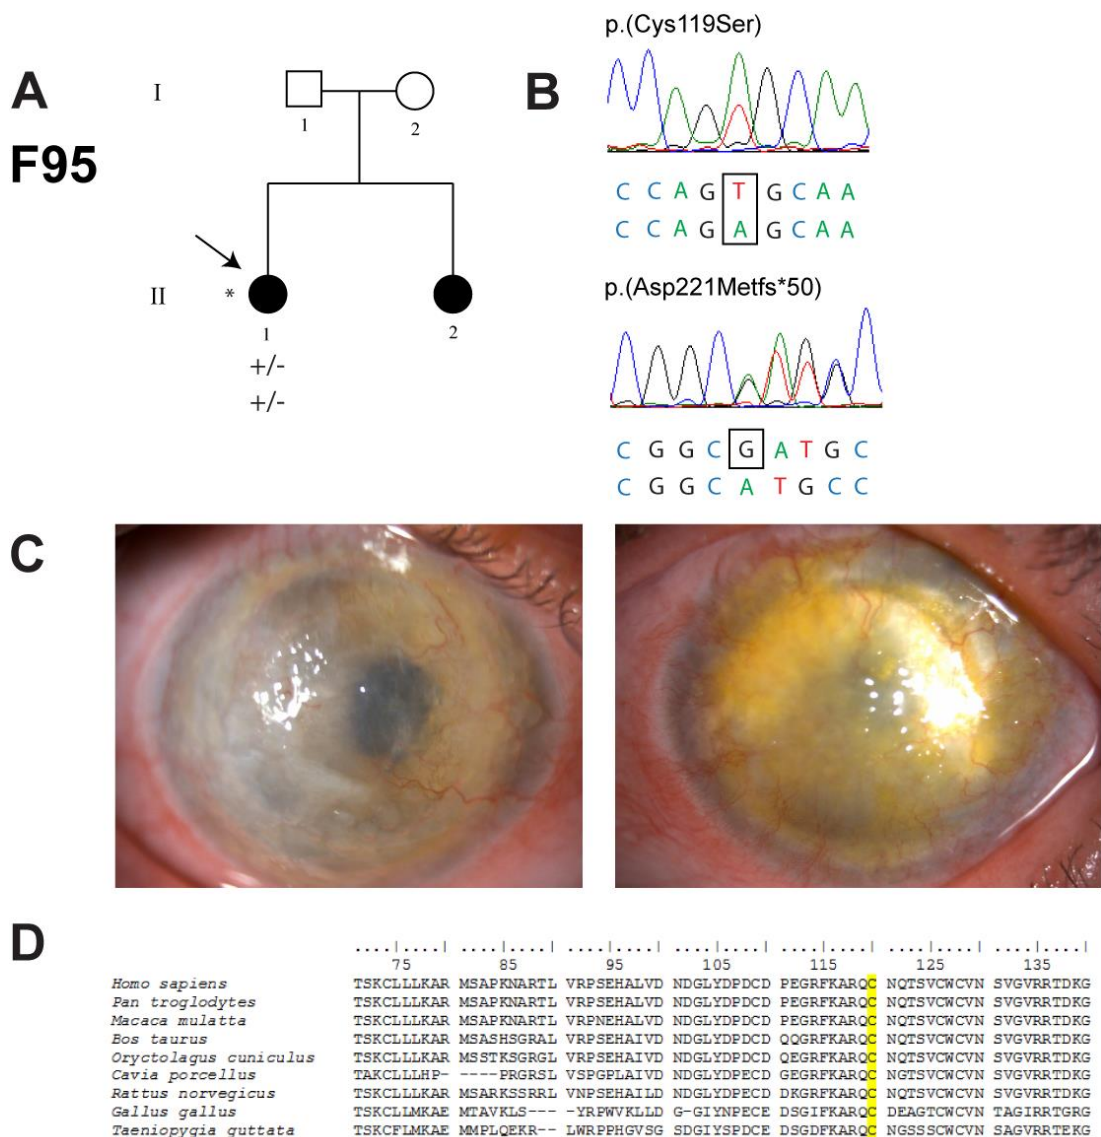 A
F95
I
1
2
II
*
1
2
+/-
+/-
B
p.(Cys119Ser)
C C A G T G C A A
C C A G A G C A A
p.(Asp221Metfs*50)
C G G C G A T G C
C G G C A T G C C
C
D
....|....| ....|....| ....|....| ....|....| ....|....| ....|....| ....|....|
75 85 95 105 115 125 135
Homo sapiens TSKCLLLKAR MSAPKNARTL VRPSEHALVD NDGLYDPDCD PEGRFKARQC NQTSVCWCVN SVGVRRTDKG
Pan troglodytes TSKCLLLKAR MSAPKNARTL VRPSEHALVD NDGLYDPDCD PEGRFKARQC NQTSVCWCVN SVGVRRTDKG
Macaca mulatta TSKCLLLKAR MSAPKNARTL VRPNEHALVD NDGLYDPDCD PEGRFKARQC NQTSVCWCVN SVGVRRTDKG
Bos taurus TSKCLLLKAR MSASHSGRAL VRPSEHAIVD NDGLYDPDCD QQGRFKARQC NQTSVCWCVN SVGVRRTDKG
Oryctolagus cuniculus TSKCLLLKAR MSSTKSGRGL VRPSEHAIVD NDGLYDPDCD QEGRFKARQC NQTSVCWCVN SVGVRRTDKG
Cavia porcellus TAKCLLLHP- ----PRGRSL VSPGPLAIVD NDGLYDPECD GEGRFKARQC NGTSVCWCVN SVGVRRTDKG
Rattus norvegicus TSKCLLLKAR MSARKSSRRL VNPSEHAILD NDGLYDPECD DKGRFKARQC NQTSVCWCVN SVGVRRTDKG
Gallus gallus TSKCLLMKAE MTAVKLS--- -YRPWVKLLD G-GIYNPECE DSGIFKARQC DEAGTCWCVN TAGIRRTGRG
Taeniopygia guttata TSKCFLMKAE MMPLQEKR-- LWRPPHGVSG SDGIYDPECE SDGIFKARQC NGSSSCWCVN SAGVRRTEKG